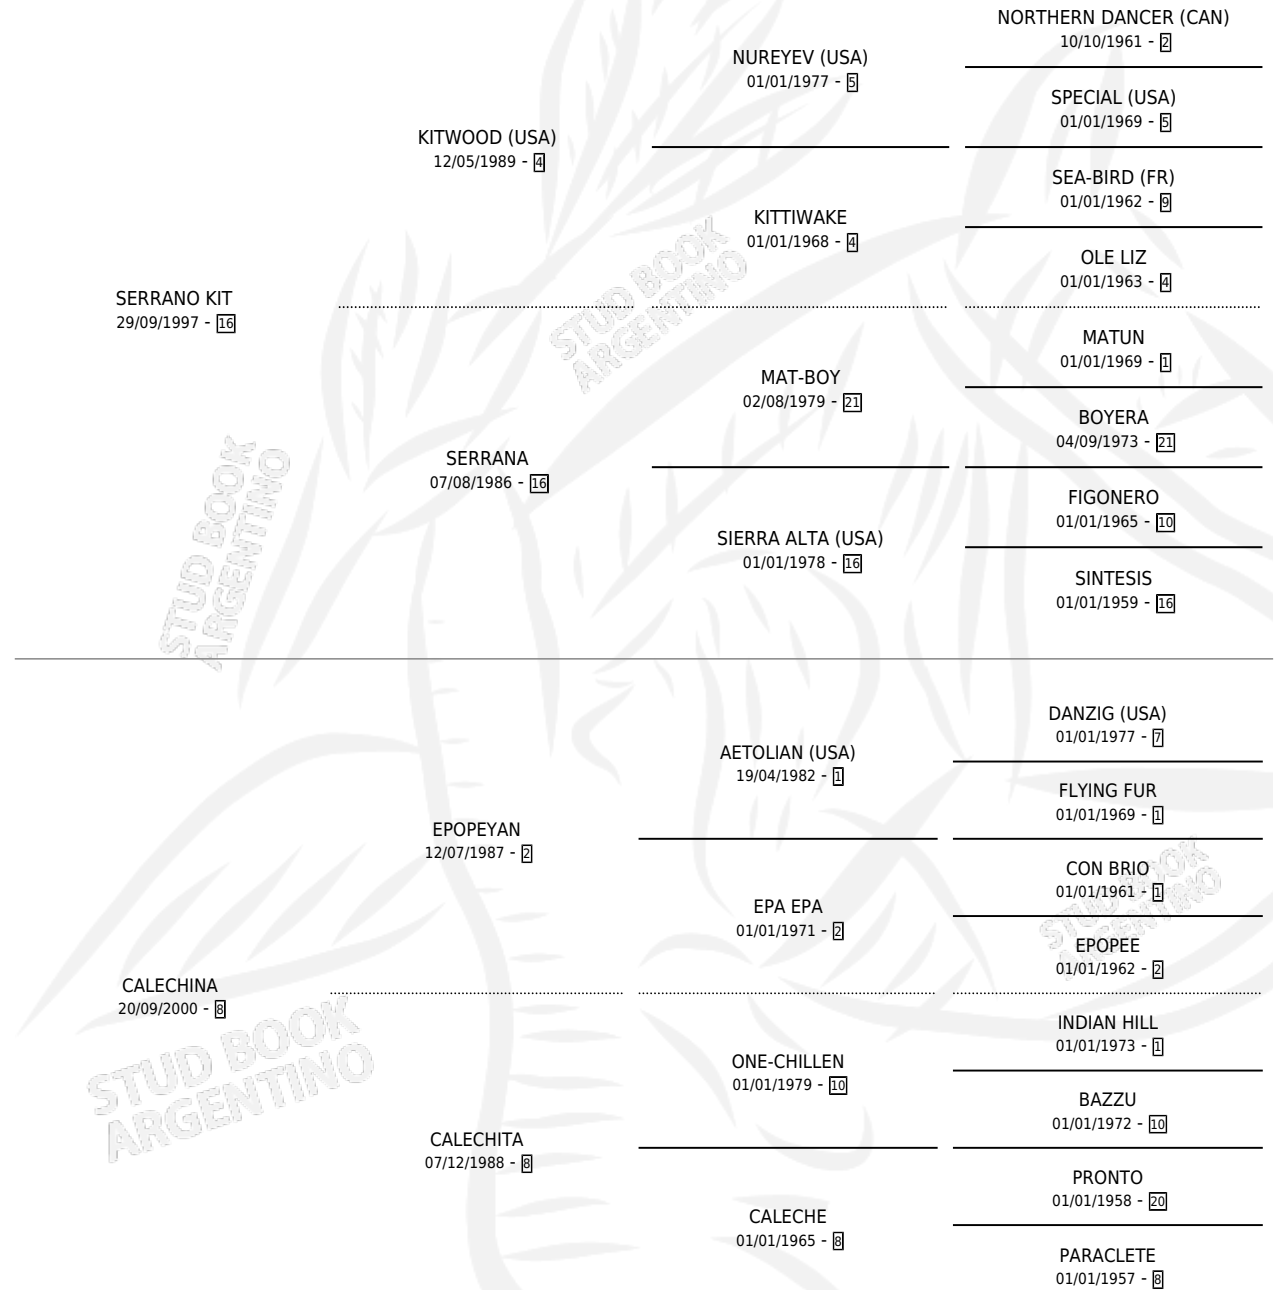 NORTHERN DANCER (CAN)
10/10/1961 - 2
NUREYEV (USA)
01/01/1977 - 5
SPECIAL (USA)
01/01/1969 - 5
KITWOOD (USA)
12/05/1989 - 4
SEA-BIRD (FR)
01/01/1962 - 9
KITTIWAKE
01/01/1968 - 4
OLE LIZ
01/01/1963 - 4
SERRANO KIT
29/09/1997 - 16
MATUN
01/01/1969 - 1
MAT-BOY
02/08/1979 - 21
BOYERA
04/09/1973 - 21
SERRANA
07/08/1986 - 16
FIGONERO
01/01/1965 - 10
SIERRA ALTA (USA)
01/01/1978 - 16
SINTESIS
01/01/1959 - 16
DANZIG (USA)
01/01/1977 - 7
AETOLIAN (USA)
19/04/1982 - 1
FLYING FUR
01/01/1969 - 1
EPOPEYAN
12/07/1987 - 2
CON BRIO
01/01/1961 - 1
EPA EPA
01/01/1971 - 2
EPOPEE
01/01/1962 - 2
CALECHINA
20/09/2000 - 8
INDIAN HILL
01/01/1973 - 1
ONE-CHILLEN
01/01/1979 - 10
BAZZU
01/01/1972 - 10
CALECHITA
07/12/1988 - 8
PRONTO
01/01/1958 - 20
CALECHE
01/01/1965 - 8
PARACLETE
01/01/1957 - 8
STUD BOOK
ARGENTINO
STUD BOOK
ARGENTINO
STUD BOOK
ARGENTINO
STUD BOOK
ARGENTINO